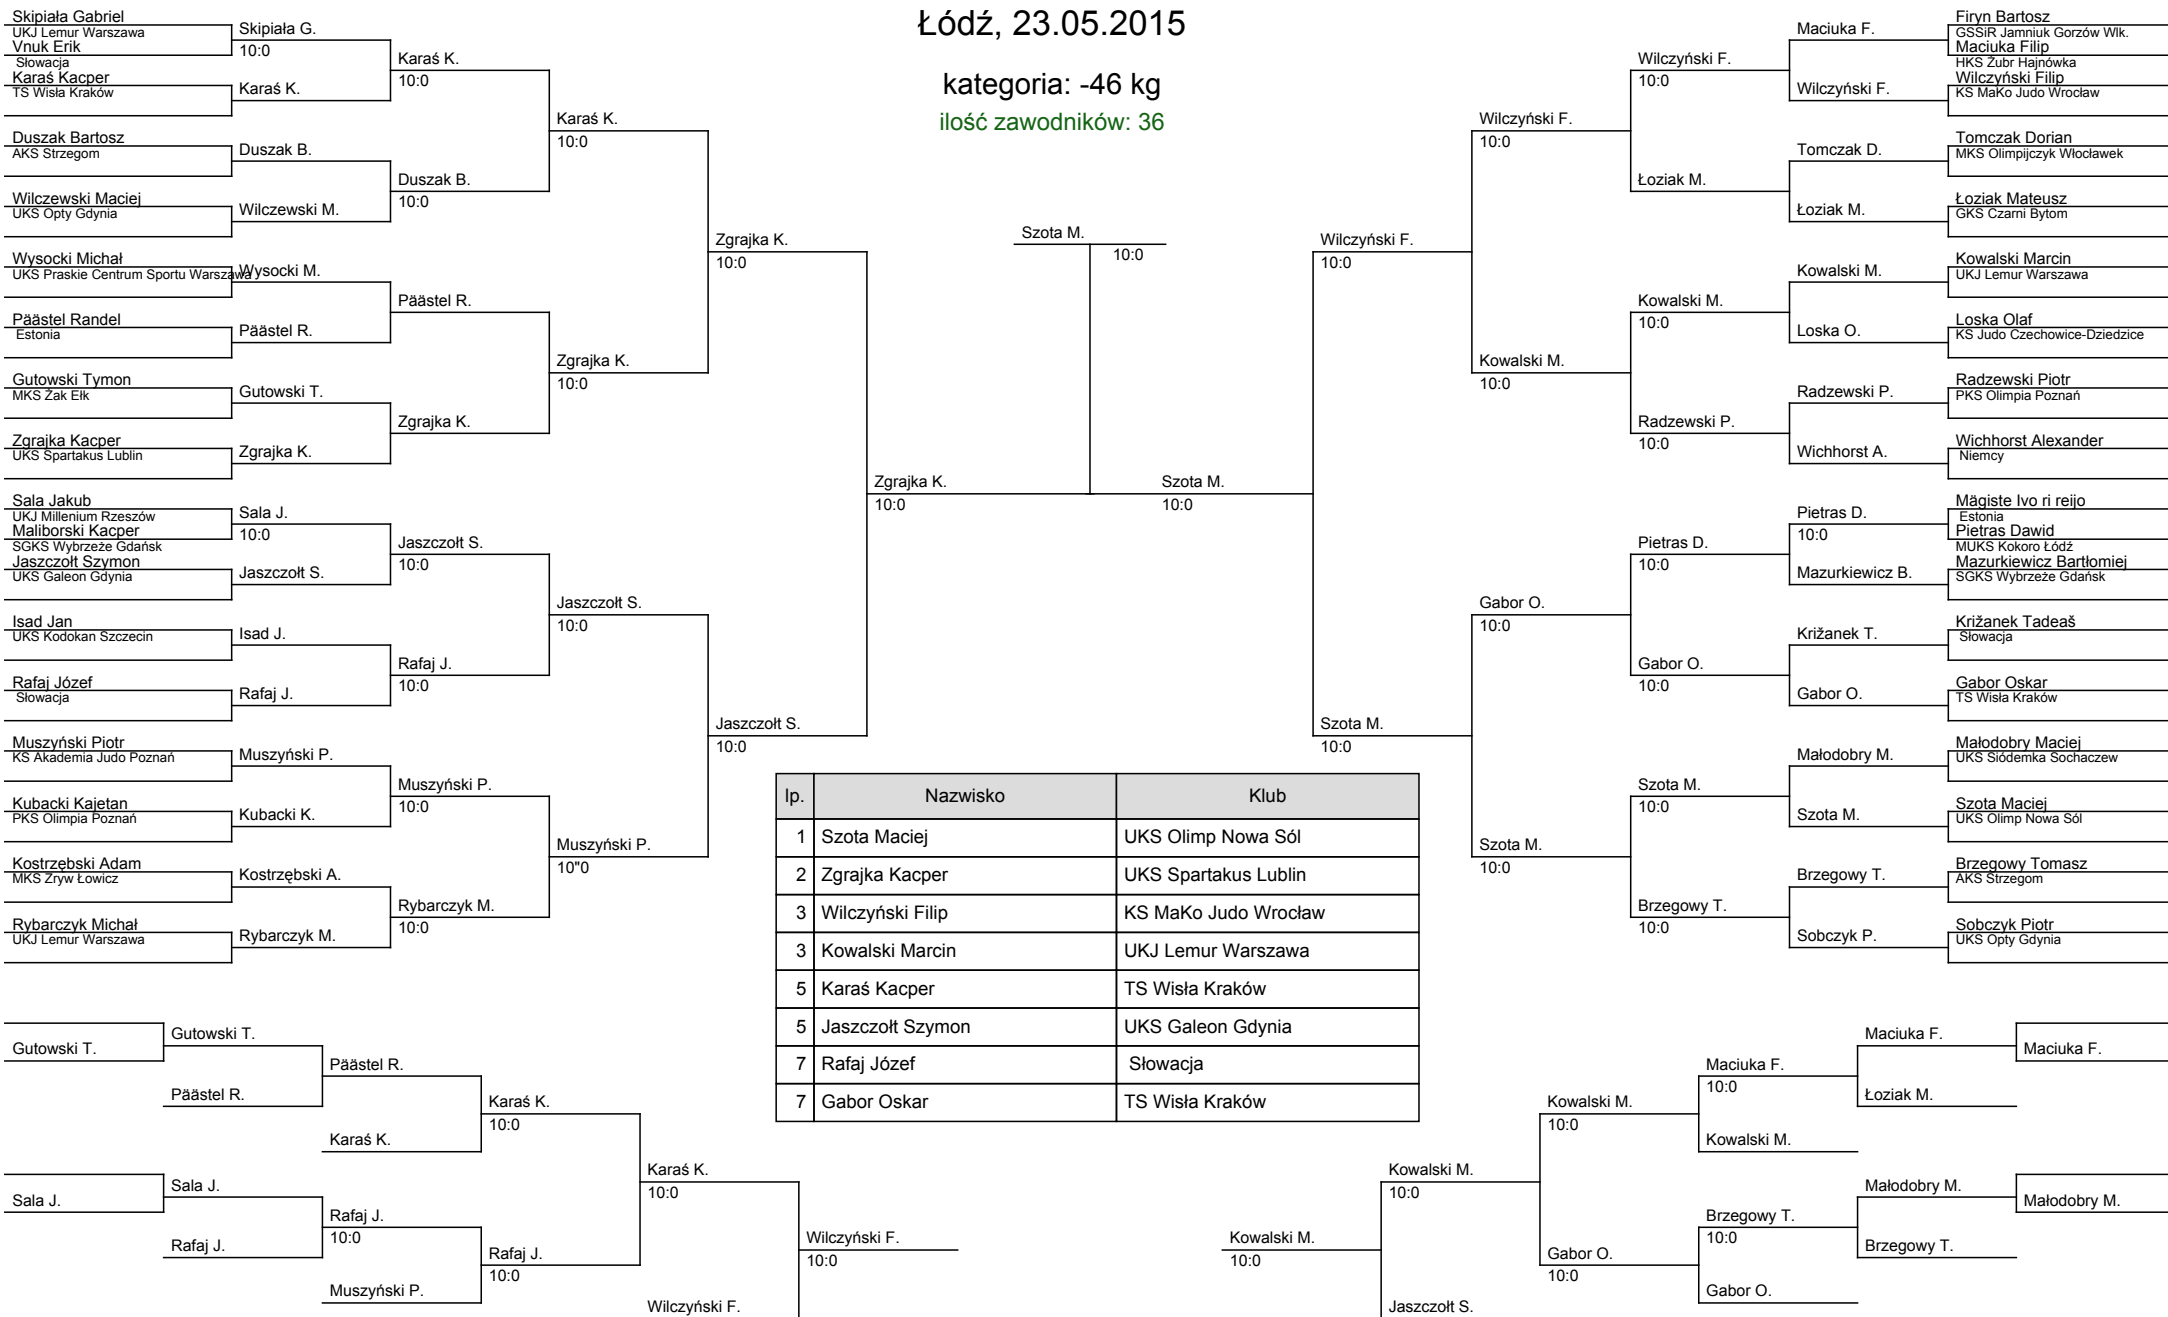 Łódź, 23.05.2015
kategoria: -46 kg
ilość zawodników: 36
Skipiała Gabriel
UKJ Lemur Warszawa
Vnuk Erik
Słowacja
Karaś Kacper
TS Wisła Kraków
Duszak Bartosz
AKS Strzegom
Wilczewski Maciej
UKS Opty Gdynia
Wysocki Michał
UKS Praskie Centrum Sportu Warszawa
Päästel Randel
Estonia
Gutowski Tymon
MKS Żak Ełk
Zgrajka Kacper
UKS Spartakus Lublin
Sala Jakub
UKJ Millenium Rzeszów
Maliborski Kacper
SGKS Wybrzeże Gdańsk
Jaszczołt Szymon
UKS Galeon Gdynia
Isad Jan
UKS Kodokan Szczecin
Rafaj Józef
Słowacja
Muszyński Piotr
KS Akademia Judo Poznań
Kubacki Kajetan
PKS Olimpia Poznań
Kostrzębski Adam
MKS Zryw Łowicz
Rybarczyk Michał
UKJ Lemur Warszawa
Skipiała G.
10:0
Karaś K.
Duszak B.
Wilczewski M.
Wysocki M.
Päästel R.
Gutowski T.
Zgrajka K.
Sala J.
10:0
Jaszczołt S.
Isad J.
Rafaj J.
Muszyński P.
Kubacki K.
Kostrzębski A.
Rybarczyk M.
Karaś K.
10:0
Duszak B.
10:0
Päästel R.
Zgrajka K.
Jaszczołt S.
10:0
Rafaj J.
10:0
Muszyński P.
10:0
Rybarczyk M.
10:0
Karaś K.
10:0
Zgrajka K.
10:0
Jaszczołt S.
10:0
Muszyński P.
10"0
Zgrajka K.
10:0
Jaszczołt S.
10:0
Zgrajka K.
10:0
Szota M.
10:0
Szota M.
10:0
Wilczyński F.
10:0
Szota M.
10:0
Wilczyński F.
10:0
Kowalski M.
10:0
Gabor O.
10:0
Szota M.
10:0
Wilczyński F.
10:0
Łoziak M.
Kowalski M.
10:0
Radzewski P.
10:0
Pietras D.
10:0
Gabor O.
10:0
Szota M.
10:0
Brzegowy T.
10:0
Maciuka F.
Wilczyński F.
Tomczak D.
Łoziak M.
Kowalski M.
Loska O.
Radzewski P.
Wichhorst A.
Pietras D.
10:0
Mazurkiewicz B.
Križanek T.
Gabor O.
Małodobry M.
Szota M.
Brzegowy T.
Sobczyk P.
Firyn Bartosz
GSSiR Jamniuk Gorzów Wlk.
Maciuka Filip
HKS Żubr Hajnówka
Wilczyński Filip
KS MaKo Judo Wrocław
Tomczak Dorian
MKS Olimpijczyk Włocławek
Łoziak Mateusz
GKS Czarni Bytom
Kowalski Marcin
UKJ Lemur Warszawa
Loska Olaf
KS Judo Czechowice-Dziedzice
Radzewski Piotr
PKS Olimpia Poznań
Wichhorst Alexander
Niemcy
Mägiste Ivo ri reijo
Estonia
Pietras Dawid
MUKS Kokoro Łódź
Mazurkiewicz Bartłomiej
SGKS Wybrzeże Gdańsk
Križanek Tadeaš
Słowacja
Gabor Oskar
TS Wisła Kraków
Małodobry Maciej
UKS Siódemka Sochaczew
Szota Maciej
UKS Olimp Nowa Sól
Brzegowy Tomasz
AKS Strzegom
Sobczyk Piotr
UKS Opty Gdynia
lp. Nazwisko Klub
1 Szota Maciej UKS Olimp Nowa Sól
2 Zgrajka Kacper UKS Spartakus Lublin
3 Wilczyński Filip KS MaKo Judo Wrocław
3 Kowalski Marcin UKJ Lemur Warszawa
5 Karaś Kacper TS Wisła Kraków
5 Jaszczołt Szymon UKS Galeon Gdynia
7 Rafaj Józef Słowacja
7 Gabor Oskar TS Wisła Kraków
Gutowski T.
Sala J.
Gutowski T.
Päästel R.
Sala J.
Rafaj J.
Päästel R.
Karaś K.
Rafaj J.
10:0
Muszyński P.
Karaś K.
10:0
Rafaj J.
10:0
Karaś K.
10:0
Wilczyński F.
Wilczyński F.
10:0
Kowalski M.
10:0
Kowalski M.
10:0
Jaszczołt S.
Kowalski M.
10:0
Gabor O.
10:0
Maciuka F.
10:0
Kowalski M.
Brzegowy T.
10:0
Gabor O.
Maciuka F.
Łoziak M.
Małodobry M.
Brzegowy T.
Maciuka F.
Małodobry M.